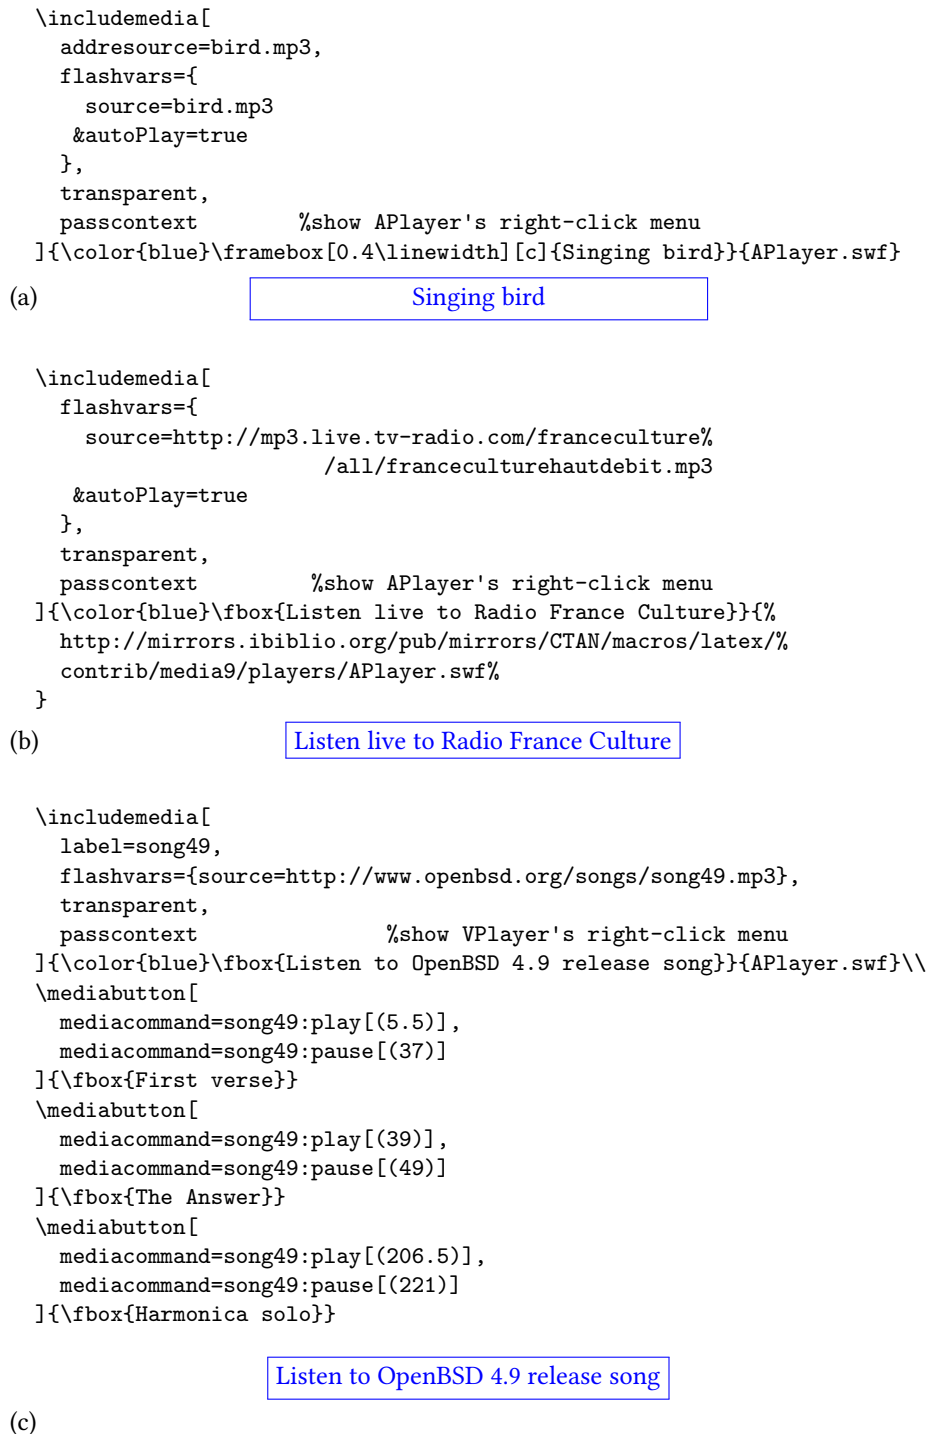 \includemedia[
  addresource=bird.mp3,
  flashvars={
    source=bird.mp3
   &autoPlay=true
  },
  transparent,
  passcontext        %show APlayer's right-click menu
]{\color{blue}\framebox[0.4\linewidth][c]{Singing bird}}{APlayer.swf}
(a) Singing bird
\includemedia[
  flashvars={
    source=http://mp3.live.tv-radio.com/franceculture%
                       /all/franceculturehautdebit.mp3
   &autoPlay=true
  },
  transparent,
  passcontext         %show APlayer's right-click menu
]{\color{blue}\fbox{Listen live to Radio France Culture}}{%
  http://mirrors.ibiblio.org/pub/mirrors/CTAN/macros/latex/%
  contrib/media9/players/APlayer.swf%
}
(b) Listen live to Radio France Culture
\includemedia[
  label=song49,
  flashvars={source=http://www.openbsd.org/songs/song49.mp3},
  transparent,
  passcontext               %show VPlayer's right-click menu
]{\color{blue}\fbox{Listen to OpenBSD 4.9 release song}}{APlayer.swf}\\
\mediabutton[
  mediacommand=song49:play[(5.5)],
  mediacommand=song49:pause[(37)]
]{\fbox{First verse}}
\mediabutton[
  mediacommand=song49:play[(39)],
  mediacommand=song49:pause[(49)]
]{\fbox{The Answer}}
\mediabutton[
  mediacommand=song49:play[(206.5)],
  mediacommand=song49:pause[(221)]
]{\fbox{Harmonica solo}}
Listen to OpenBSD 4.9 release song
(c)